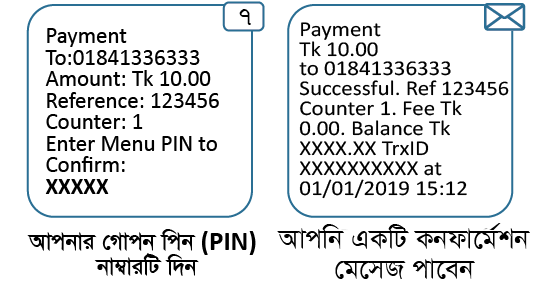 ৭
Payment
To:01841336333
Amount: Tk 10.00
Reference: 123456
Counter: 1
Enter Menu PIN to
Confirm:
XXXXX
আপনার গোপন পিন (PIN)
নাম্বারটি দিন
Payment
Tk 10.00
to 01841336333
Successful. Ref 123456
Counter 1. Fee Tk
0.00. Balance Tk
XXXX.XX TrxID
XXXXXXXXXX at
01/01/2019 15:12
আপনি একটি কনফার্মেশন
মেসেজ পাবেন